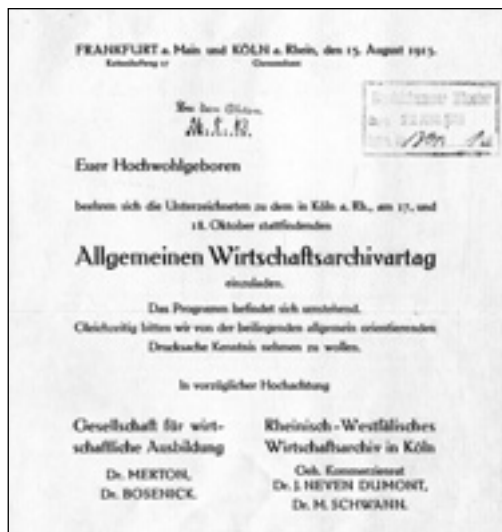 FRANKFURT a. Main und KÖLN a. Rhein, den 15. August 1913.
Euer Hochwohlgeboren
beehren sich die Unterzeichneten zu dem in Köln a. Rh., am 17. und
18. Oktober stattfindenden
Allgemeinen Wirtschaftsarchivartag
einzuladen.
Das Programm befindet sich umstehend.
Gleichzeitig bitten wir von der beiliegenden allgemein orientierenden
Drucksache Kenntnis nehmen zu wollen.
In vorzüglicher Hochachtung
Gesellschaft für wirt-
schaftliche Ausbildung
Dr. MERTON,
Dr. BOSENICK.
Rheinisch-Westfälisches
Wirtschaftsarchiv in Köln
Geh. Kommerzienrat
Dr. J. NEVEN DUMONT,
Dr. M. SCHWANN.